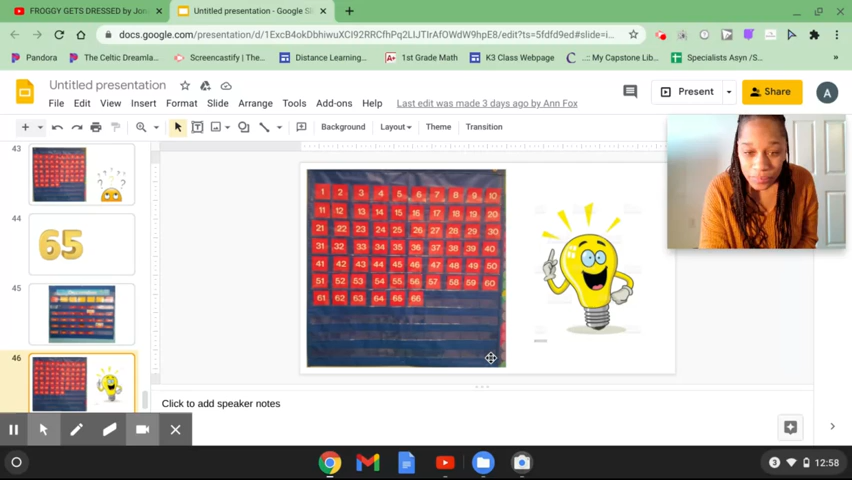 FROGGY GETS DRESSED by Jon
Untitled presentation - Google Sl
docs.google.com/presentation/d/1ExcB4okDbhiwuXCI92RRCfhPq2LIJTIrAfOWdW9hpE8/edit?ts=5fdfd9ed#slide=i...
Pandora
The Celtic Dreamla...
Screencastify | The...
Distance Learning...
1st Grade Math
K3 Class Webpage
..:: My Capstone Lib...
Specialists Asyn /S...
Untitled presentation
File Edit View Insert Format Slide Arrange Tools Add-ons Help
Last edit was made 3 days ago by Ann Fox
Present
Share
A
Background
Layout
Theme
Transition
43
44
65
45
46
1 2 3 4 5 6 7 8 9 10
11 12 13 14 15 16 17 18 19 20
21 22 23 24 25 26 27 28 29 30
31 32 33 34 35 36 37 38 39 40
41 42 43 44 45 46 47 48 49 50
51 52 53 54 55 56 57 58 59 60
61 62 63 64 65 66
Click to add speaker notes
3
12:58